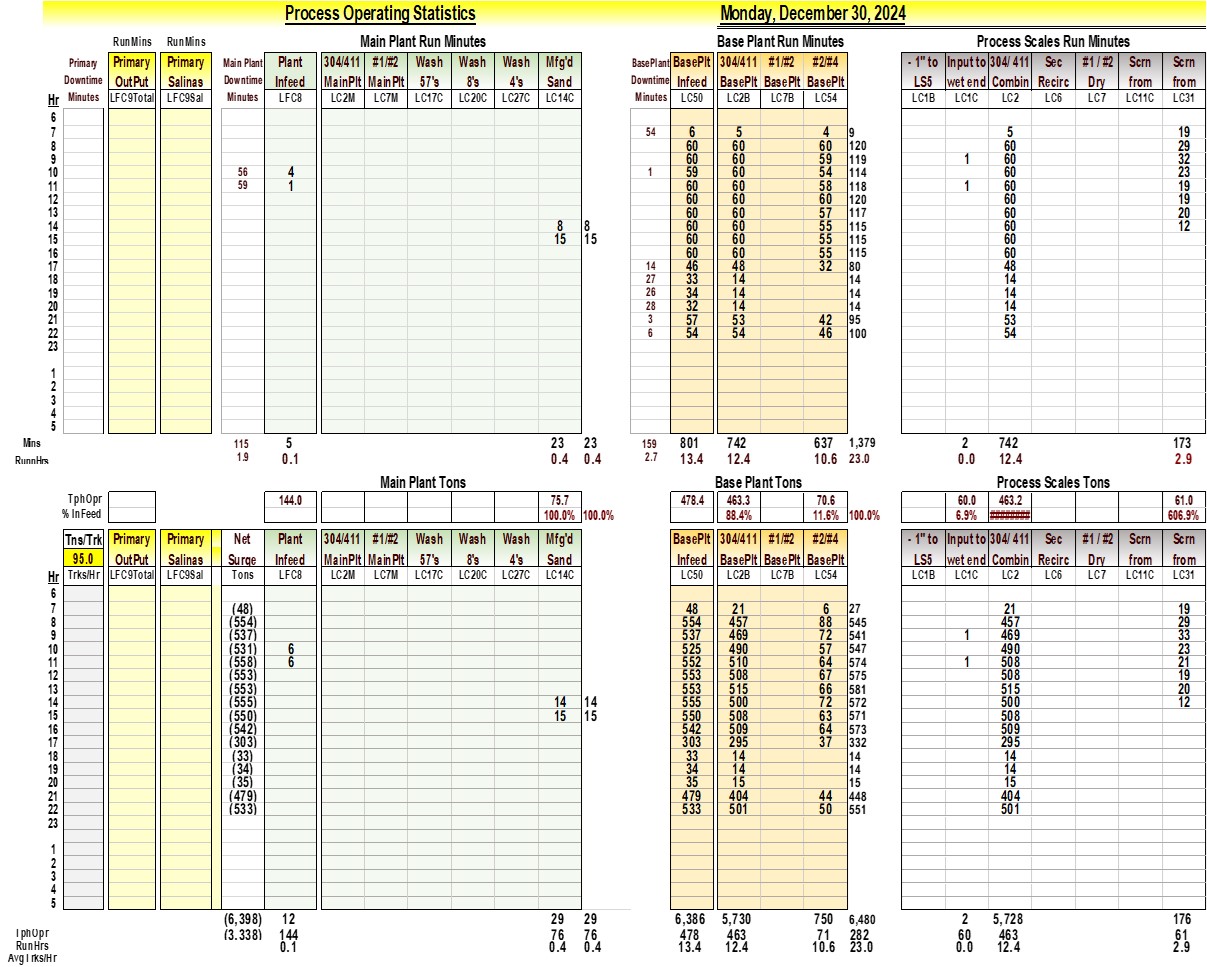 Process Operating Statistics Monday, December 30, 2024
RunMins RunMins Main Plant Run Minutes Base Plant Run Minutes Process Scales Run Minutes
Primary Primary Primary Main Plant Plant 304/411 #1/#2 Wash Wash Wash Mfg'd BasePlant BasePlt 304/411 #1/#2 #2/#4 - 1" to Input to 304/ 411 Sec #1 / #2 Scrn Scrn
Downtime OutPut Salinas Downtime Infeed MainPlt MainPlt 57's 8's 4's Sand Downtime Infeed BasePlt BasePlt BasePlt LS5 wet end Combin Recirc Dry from from
Hr Minutes LFC9Total LFC9Sal Minutes LFC8 LC2M LC7M LC17C LC20C LC27C LC14C Minutes LC50 LC2B LC7B LC54 LC1B LC1C LC2 LC6 LC7 LC11C LC31
6
7 54 6 5 4 9 5 19
8 60 60 60 120 60 29
9 60 60 59 119 1 60 32
10 56 4 1 59 60 54 114 60 23
11 59 1 60 60 58 118 1 60 19
12 60 60 60 120 60 19
13 60 60 57 117 60 20
14 8 8 60 60 55 115 60 12
15 15 15 60 60 55 115 60
16 60 60 55 115 60
17 14 46 48 32 80 48
18 27 33 14 14 14
19 26 34 14 14 14
20 28 32 14 14 14
21 3 57 53 42 95 53
22 6 54 54 46 100 54
23
1
2
3
4
5
Mins 115 5 23 23 159 801 742 637 1,379 2 742 173
RunnHrs 1.9 0.1 0.4 0.4 2.7 13.4 12.4 10.6 23.0 0.0 12.4 2.9
Main Plant Tons Base Plant Tons Process Scales Tons
TphOpr 144.0 75.7 478.4 463.3 70.6 60.0 463.2 61.0
% InFeed 100.0% 100.0% 88.4% 11.6% 100.0% 6.9% ######## 606.9%
Tns/Trk Primary Primary Net Plant 304/411 #1/#2 Wash Wash Wash Mfg'd BasePlt 304/411 #1/#2 #2/#4 - 1" to Input to 304/ 411 Sec #1 / #2 Scrn Scrn
95.0 OutPut Salinas Surge Infeed MainPlt MainPlt 57's 8's 4's Sand Infeed BasePlt BasePlt BasePlt LS5 wet end Combin Recirc Dry from from
Hr Trks/Hr LFC9Total LFC9Sal Tons LFC8 LC2M LC7M LC17C LC20C LC27C LC14C LC50 LC2B LC7B LC54 LC1B LC1C LC2 LC6 LC7 LC11C LC31
6
7 (48) 48 21 6 27 21 19
8 (554) 554 457 88 545 457 29
9 (537) 537 469 72 541 1 469 33
10 (531) 6 525 490 57 547 490 23
11 (558) 6 552 510 64 574 1 508 21
12 (553) 553 508 67 575 508 19
13 (553) 553 515 66 581 515 20
14 (555) 14 14 555 500 72 572 500 12
15 (550) 15 15 550 508 63 571 508
16 (542) 542 509 64 573 509
17 (303) 303 295 37 332 295
18 (33) 33 14 14 14
19 (34) 34 14 14 14
20 (35) 35 15 15 15
21 (479) 479 404 44 448 404
22 (533) 533 501 50 551 501
23
1
2
3
4
5
(6,398) 12 29 29 6,386 5,730 750 6,480 2 5,728 176
TphOpr (3,338) 144 76 76 478 463 71 282 60 463 61
RunHrs 0.1 0.4 0.4 13.4 12.4 10.6 23.0 0.0 12.4 2.9
Avg Trks/Hr